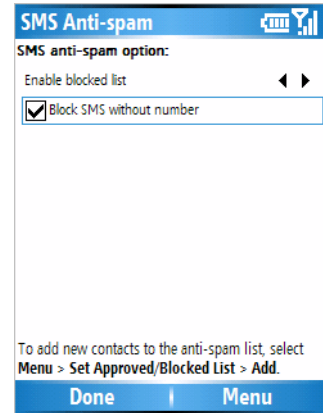 SMS Anti-spam
SMS anti-spam option:
Enable blocked list
Block SMS without number
To add new contacts to the anti-spam list, select
Menu > Set Approved/Blocked List > Add.
Done Menu